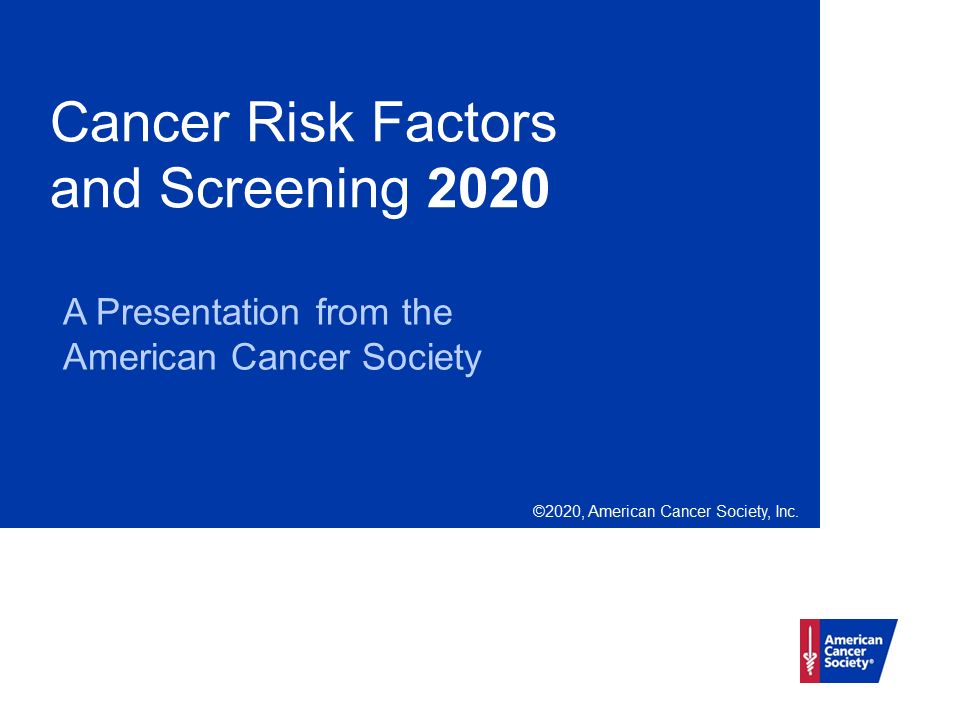 Cancer Risk Factors
and Screening 2020
A Presentation from the
American Cancer Society
©2020, American Cancer Society, Inc.
American
Cancer
Society®